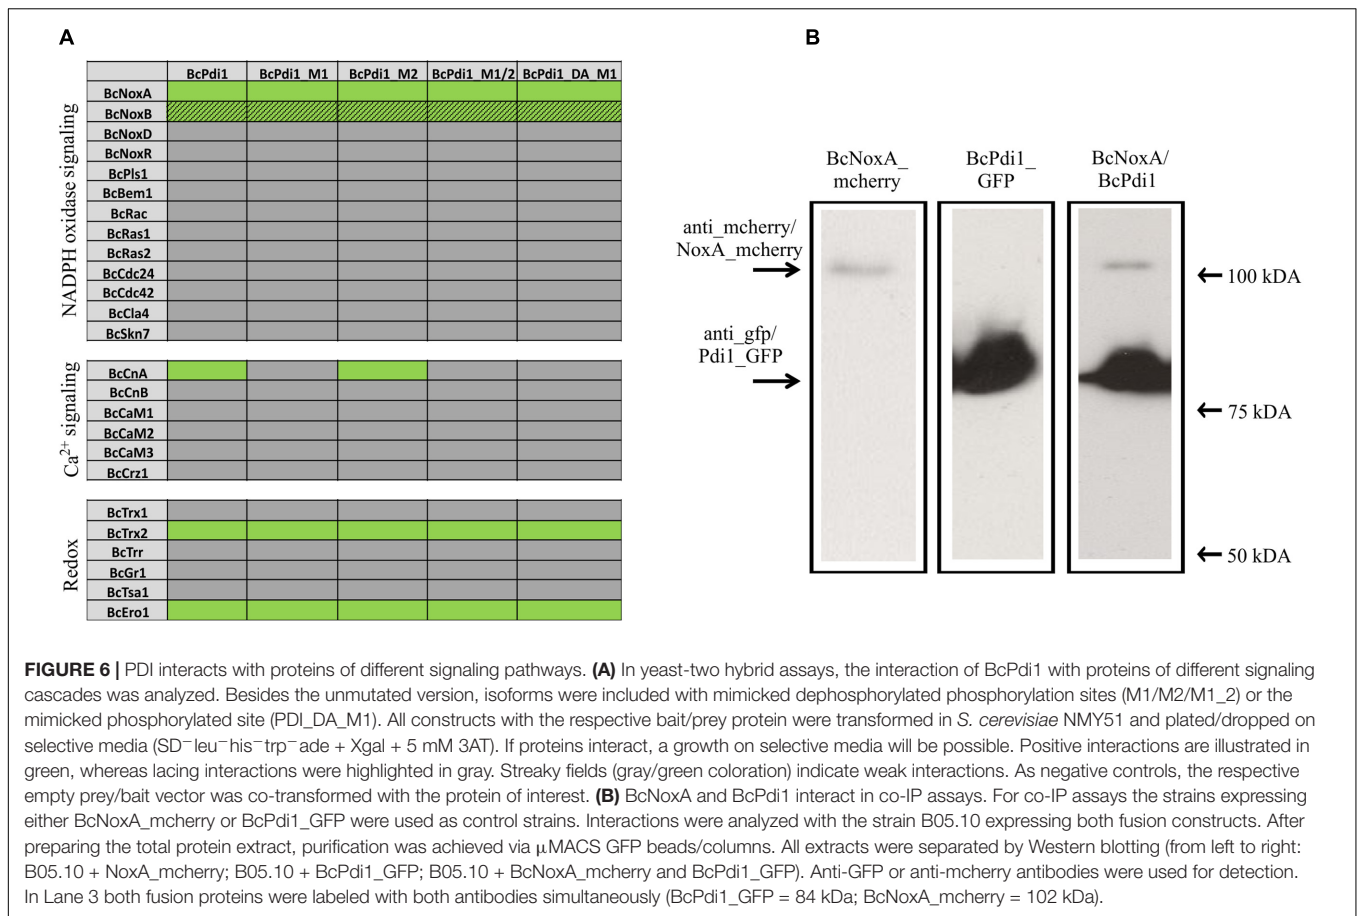 A
BcPdi1 BcPdi1_M1 BcPdi1_M2 BcPdi1_M1/2 BcPdi1_DA_M1
NADPH oxidase signaling
BcNoxA
BcNoxB
BcNoxD
BcNoxR
BcPls1
BcBem1
BcRac
BcRas1
BcRas2
BcCdc24
BcCdc42
BcCla4
BcSkn7
Ca²⁺ signaling
BcCnA
BcCnB
BcCaM1
BcCaM2
BcCaM3
BcCrz1
Redox
BcTrx1
BcTrx2
BcTrr
BcGr1
BcTsa1
BcEro1
B
BcNoxA_
mcherry
BcPdi1_
GFP
BcNoxA/
BcPdi1
anti_mcherry/
NoxA_mcherry
anti_gfp/
Pdi1_GFP
100 kDA
75 kDA
50 kDA
FIGURE 6 | PDI interacts with proteins of different signaling pathways. (A) In yeast-two hybrid assays, the interaction of BcPdi1 with proteins of different signaling
cascades was analyzed. Besides the unmutated version, isoforms were included with mimicked dephosphorylated phosphorylation sites (M1/M2/M1_2) or the
mimicked phosphorylated site (PDI_DA_M1). All constructs with the respective bait/prey protein were transformed in S. cerevisiae NMY51 and plated/dropped on
selective media (SD⁻leu⁻his⁻trp⁻ade + Xgal + 5 mM 3AT). If proteins interact, a growth on selective media will be possible. Positive interactions are illustrated in
green, whereas lacing interactions were highlighted in gray. Streaky fields (gray/green coloration) indicate weak interactions. As negative controls, the respective
empty prey/bait vector was co-transformed with the protein of interest. (B) BcNoxA and BcPdi1 interact in co-IP assays. For co-IP assays the strains expressing
either BcNoxA_mcherry or BcPdi1_GFP were used as control strains. Interactions were analyzed with the strain B05.10 expressing both fusion constructs. After
preparing the total protein extract, purification was achieved via μMACS GFP beads/columns. All extracts were separated by Western blotting (from left to right:
B05.10 + NoxA_mcherry; B05.10 + BcPdi1_GFP; B05.10 + BcNoxA_mcherry and BcPdi1_GFP). Anti-GFP or anti-mcherry antibodies were used for detection.
In Lane 3 both fusion proteins were labeled with both antibodies simultaneously (BcPdi1_GFP = 84 kDa; BcNoxA_mcherry = 102 kDa).